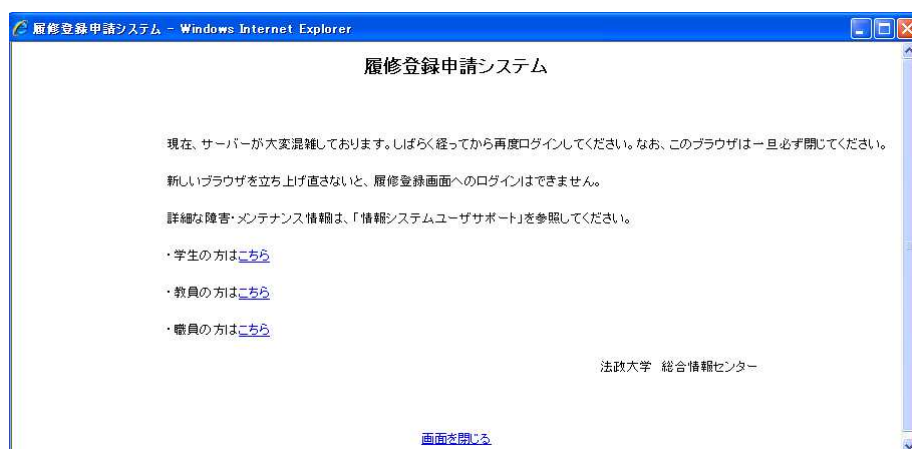 履修登録申請システム - Windows Internet Explorer
履修登録申請システム
現在、サーバーが大変混雑しております。しばらく経ってから再度ログインしてください。なお、このブラウザは一旦必ず閉じてください。
新しいブラウザを立ち上げ直さないと、履修登録画面へのログインはできません。
詳細な障害・メンテナンス情報は、「情報システムユーザサポート」を参照してください。
・学生の方はこちら
・教員の方はこちら
・職員の方はこちら
法政大学　総合情報センター
画面を閉じる